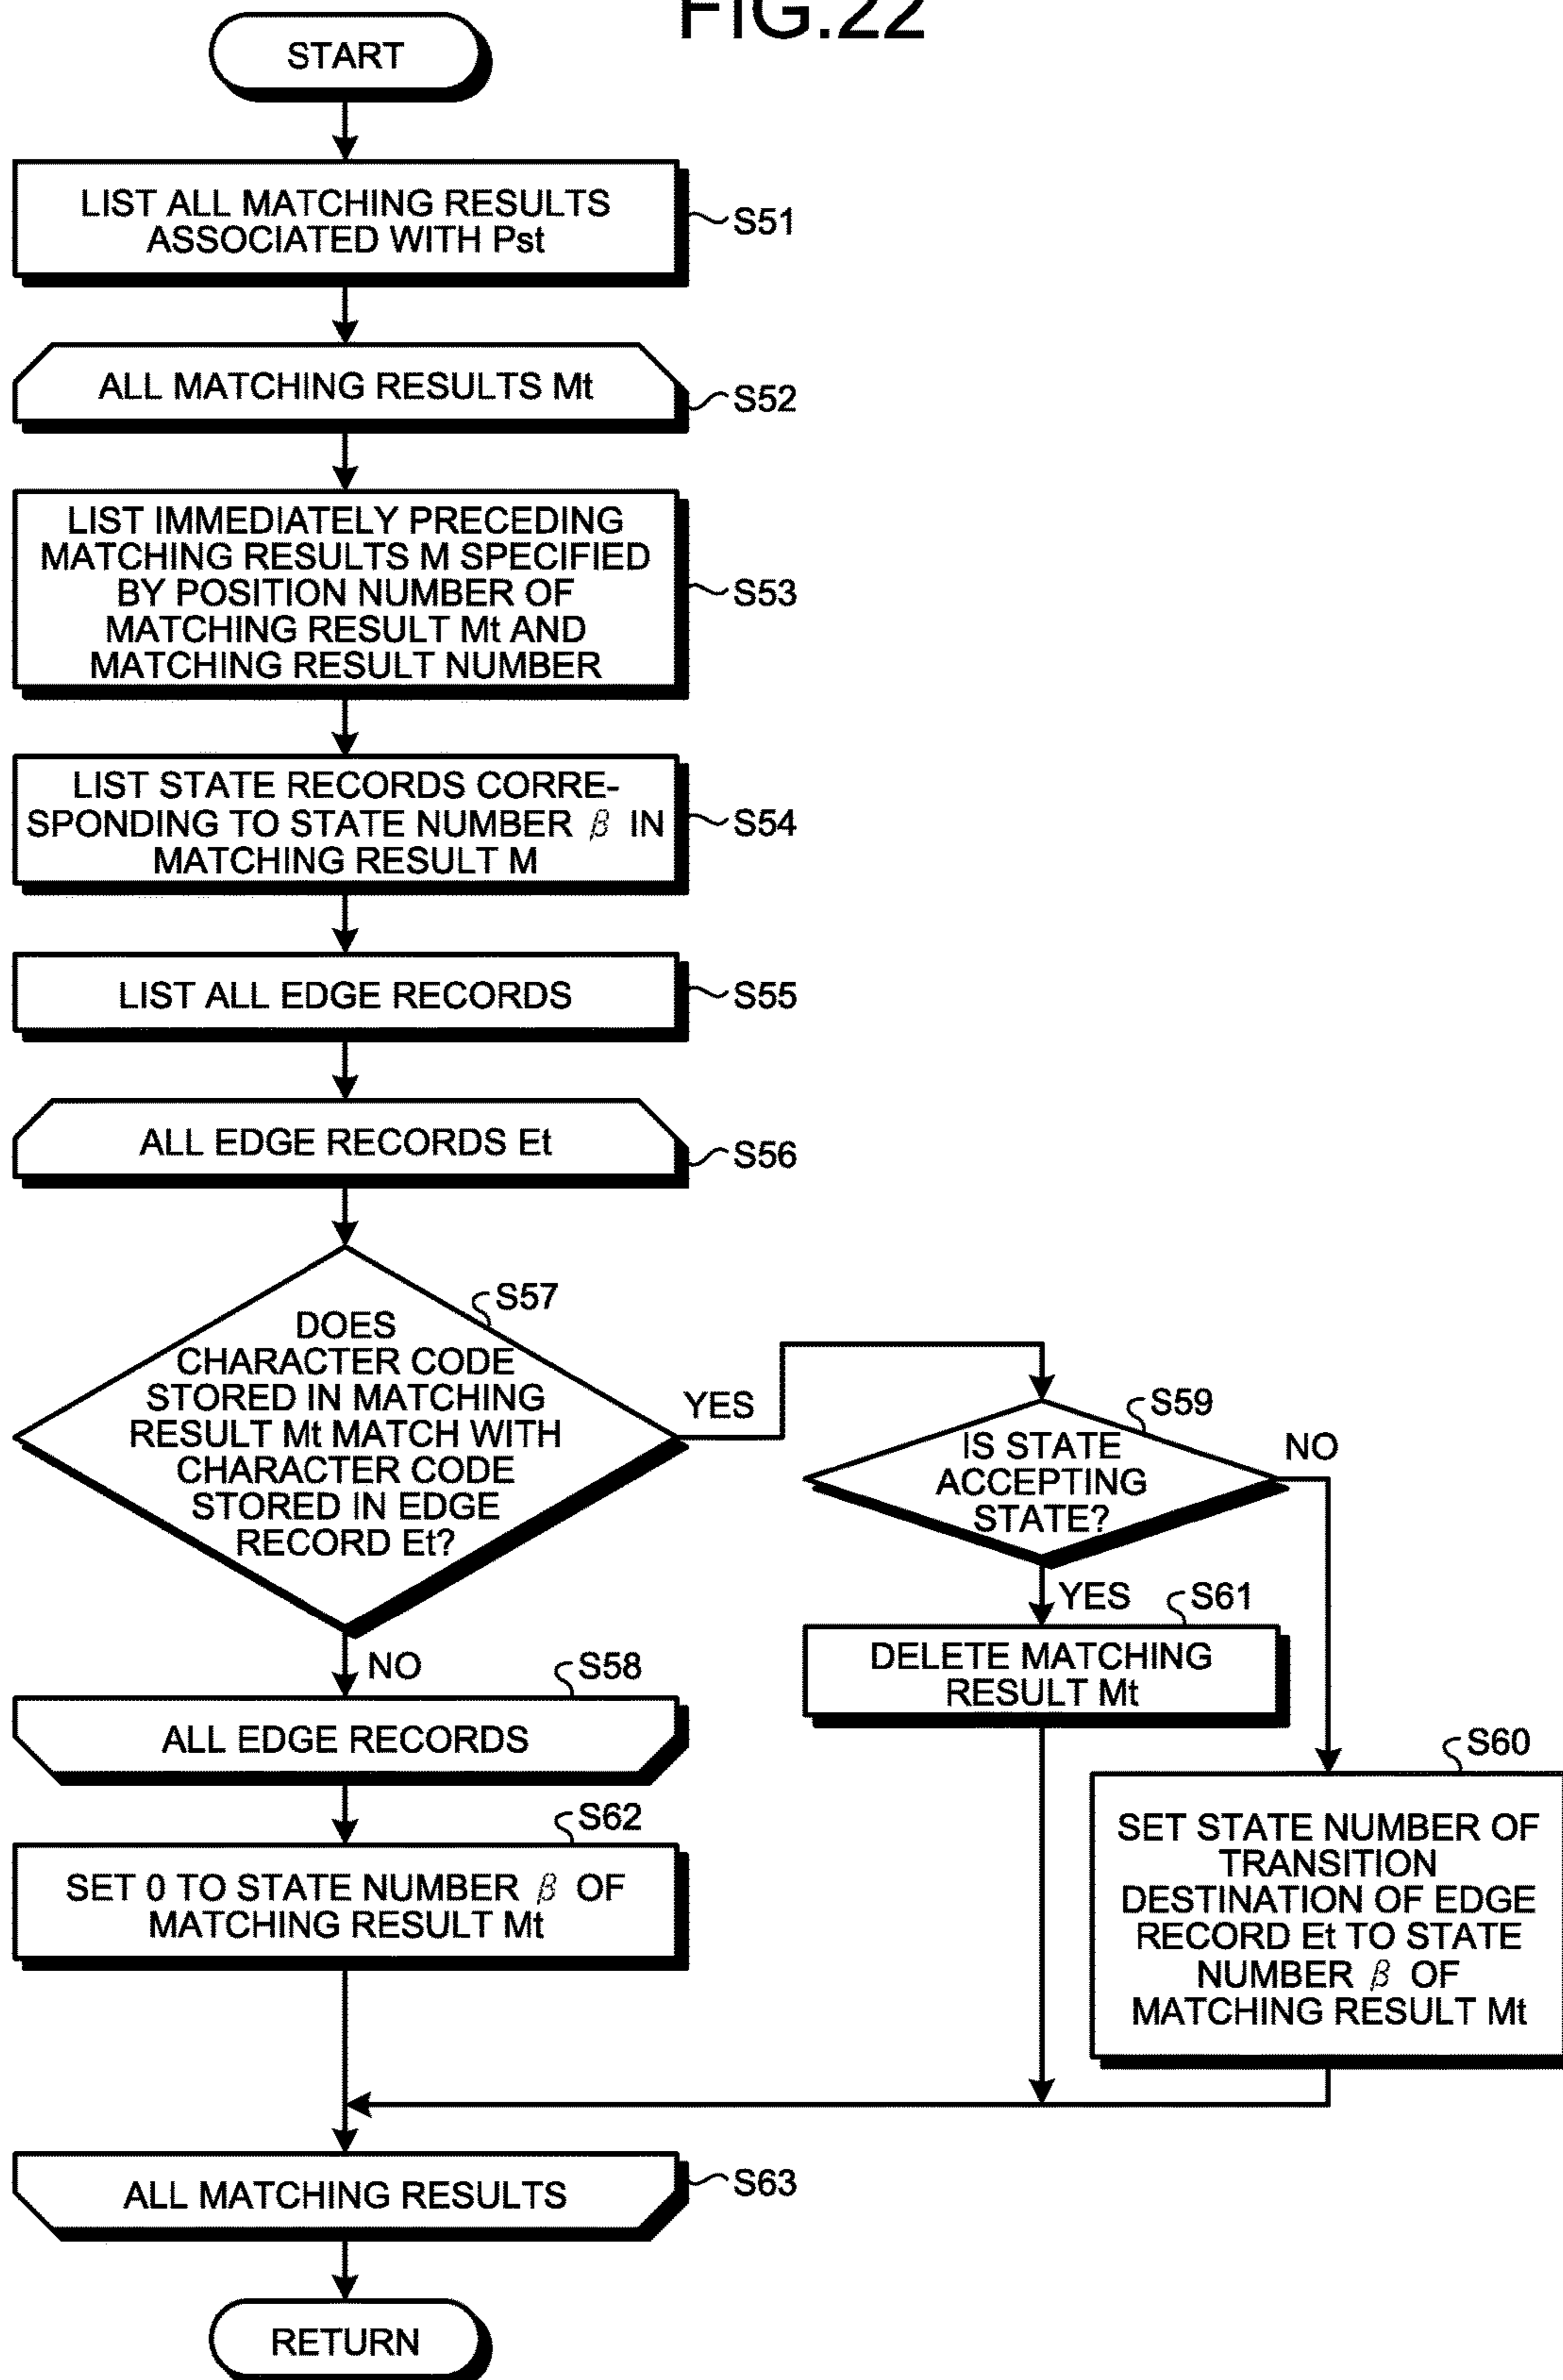 FIG.22
START
LIST ALL MATCHING RESULTS
ASSOCIATED WITH Pst
S51
ALL MATCHING RESULTS Mt
S52
LIST IMMEDIATELY PRECEDING
MATCHING RESULTS M SPECIFIED
BY POSITION NUMBER OF
MATCHING RESULT Mt AND
MATCHING RESULT NUMBER
S53
LIST STATE RECORDS CORRE-
SPONDING TO STATE NUMBER β IN
MATCHING RESULT M
S54
LIST ALL EDGE RECORDS
S55
ALL EDGE RECORDS Et
S56
S57
DOES
CHARACTER CODE
STORED IN MATCHING
RESULT Mt MATCH WITH
CHARACTER CODE
STORED IN EDGE
RECORD Et?
YES
NO
S59
IS STATE
ACCEPTING
STATE?
NO
YES
S61
DELETE MATCHING
RESULT Mt
S58
ALL EDGE RECORDS
S60
SET STATE NUMBER OF
TRANSITION
DESTINATION OF EDGE
RECORD Et TO STATE
NUMBER β OF
MATCHING RESULT Mt
S62
SET 0 TO STATE NUMBER β OF
MATCHING RESULT Mt
ALL MATCHING RESULTS
S63
RETURN